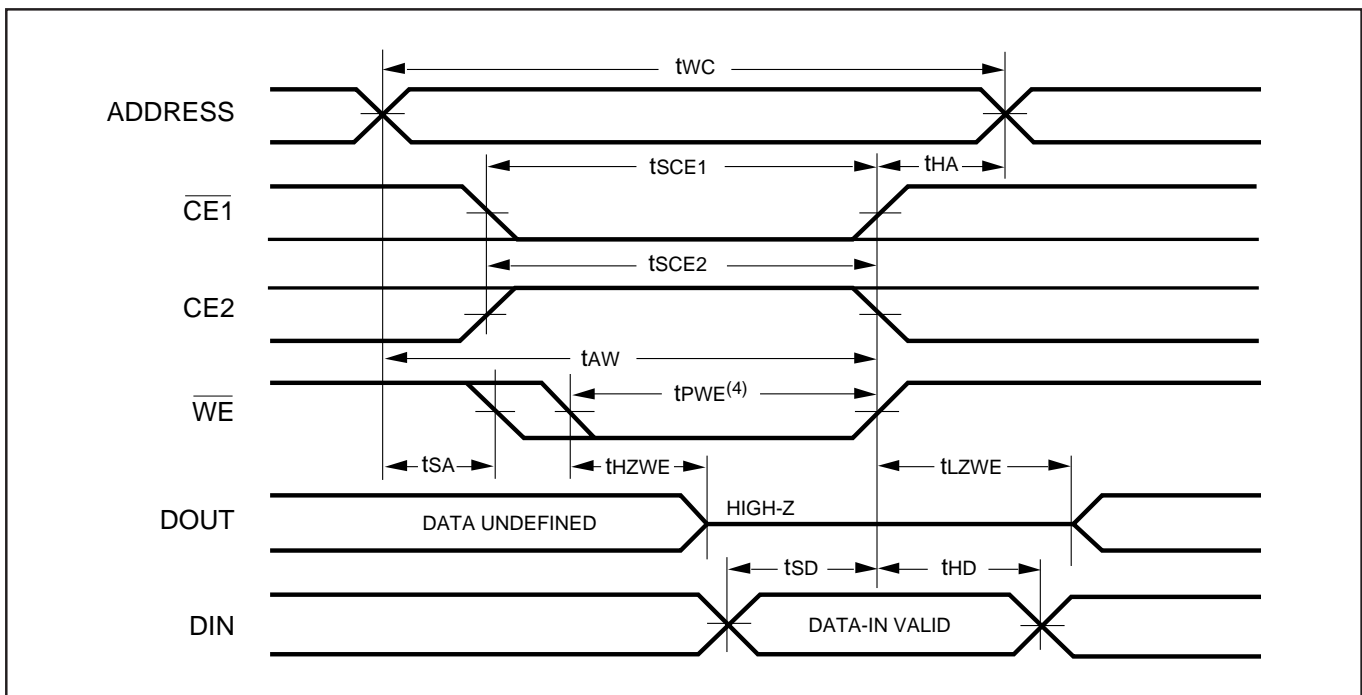 tWC
ADDRESS
tSCE1
tHA
CE1
tSCE2
CE2
tAW
tPWE(4)
WE
tSA
tHZWE
tLZWE
DOUT
DATA UNDEFINED
HIGH-Z
tSD
tHD
DIN
DATA-IN VALID